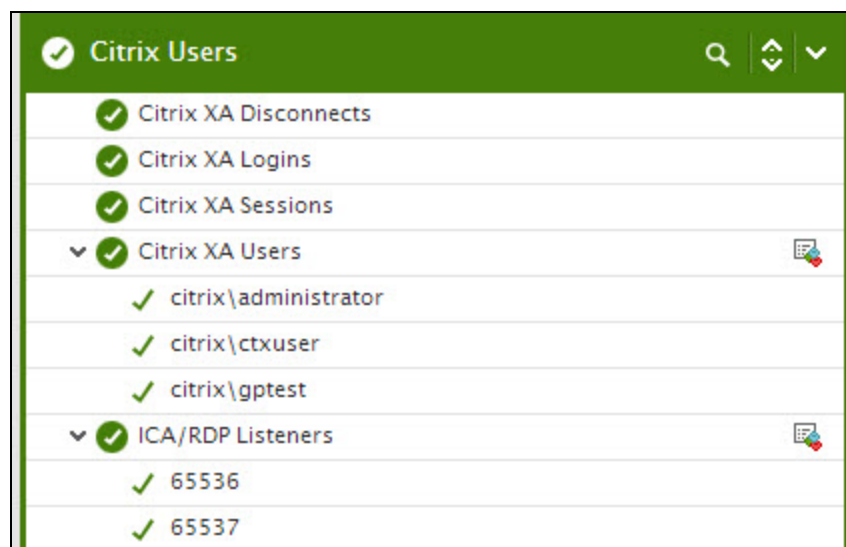 Citrix Users
Citrix XA Disconnects
Citrix XA Logins
Citrix XA Sessions
Citrix XA Users
citrix\administrator
citrix\ctxuser
citrix\gptest
ICA/RDP Listeners
65536
65537